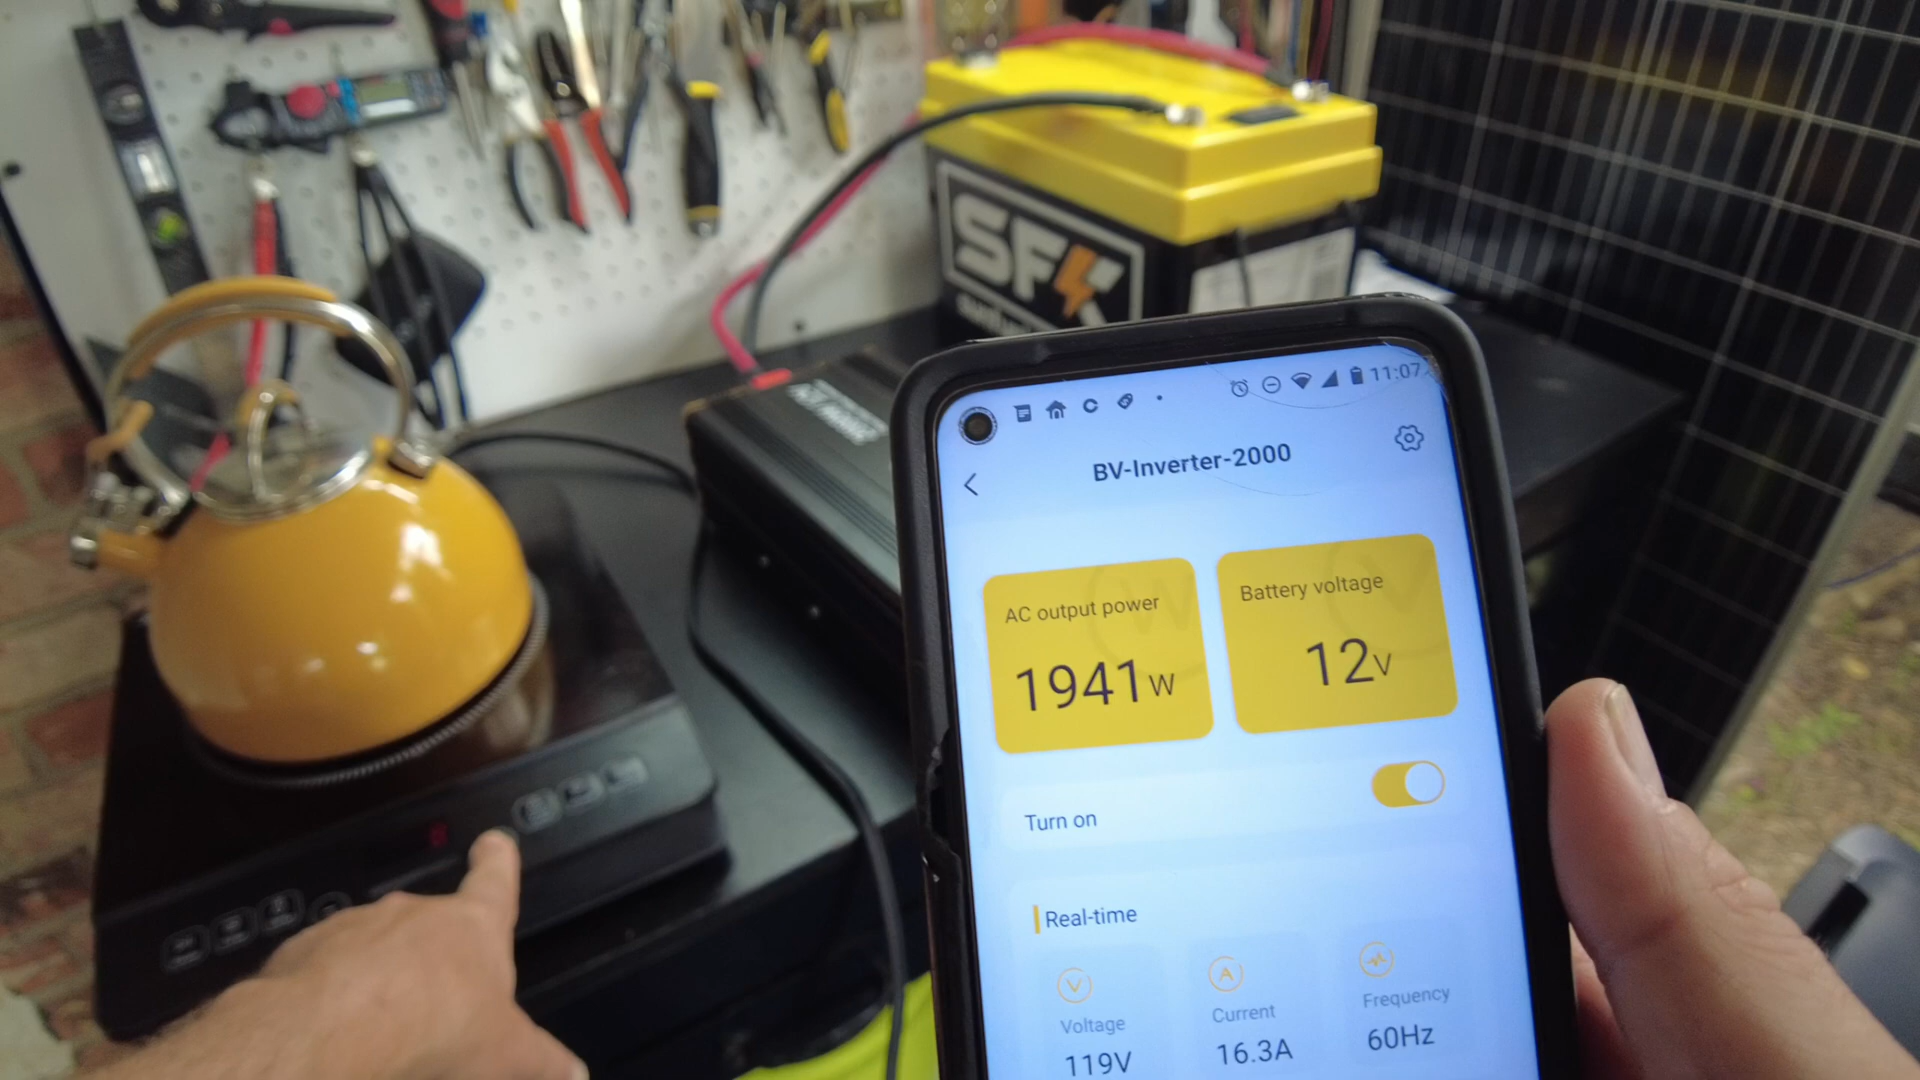 SFK
11:07
BV-Inverter-2000
AC output power
1941W
Battery voltage
12V
Turn on
Real-time
Voltage
119V
Current
16.3A
Frequency
60Hz